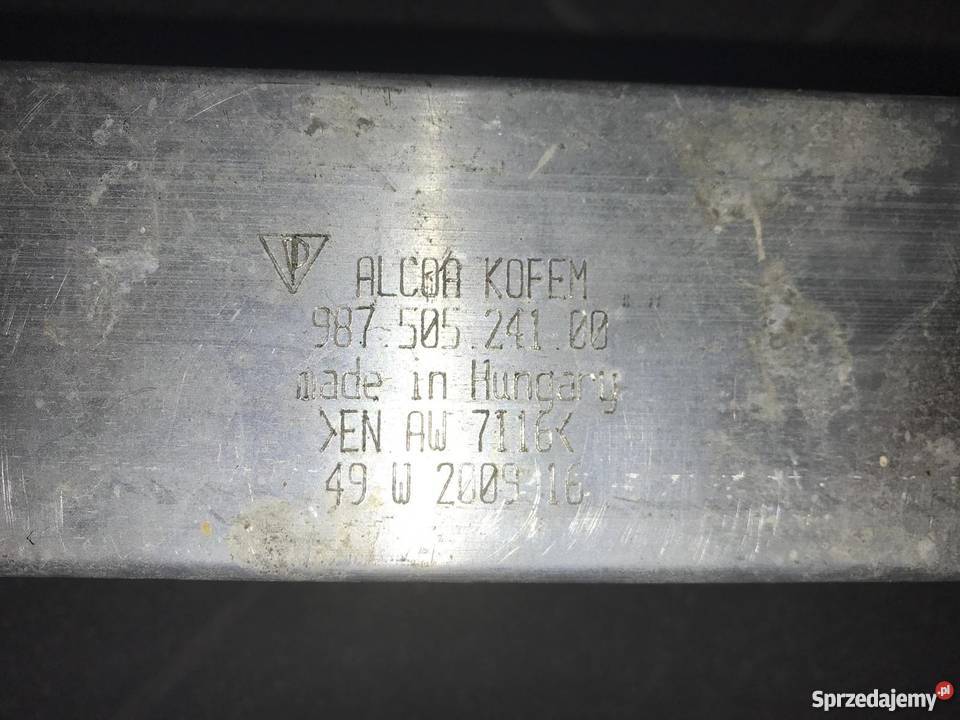 ALCOA KOFEM
987.505.241.00
made in Hungary
>EN AW 7116<
49 W 2009 16
Sprzedajemy.pl